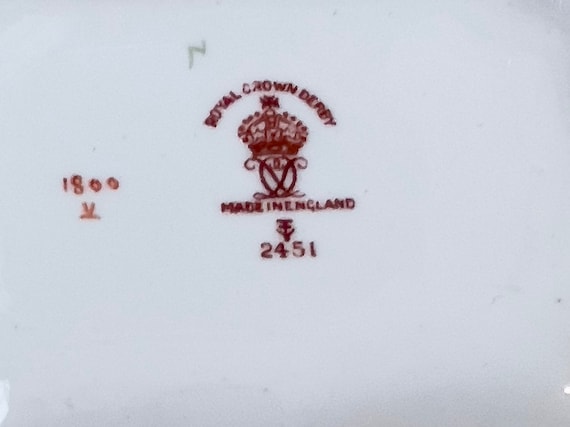 N
ROYAL CROWN DERBY
MADE IN ENGLAND
2451
1800
V